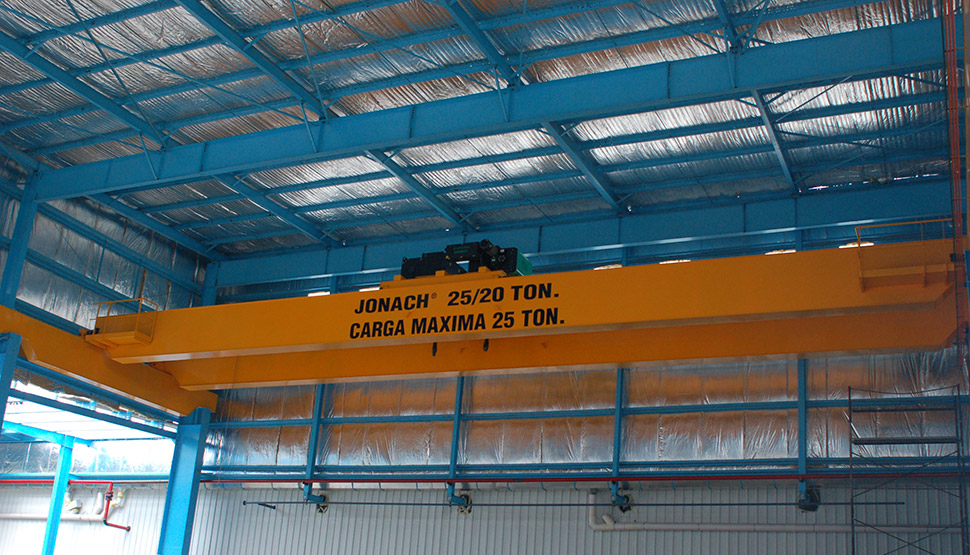 JONACH® 25/20 TON.
CARGA MAXIMA 25 TON.